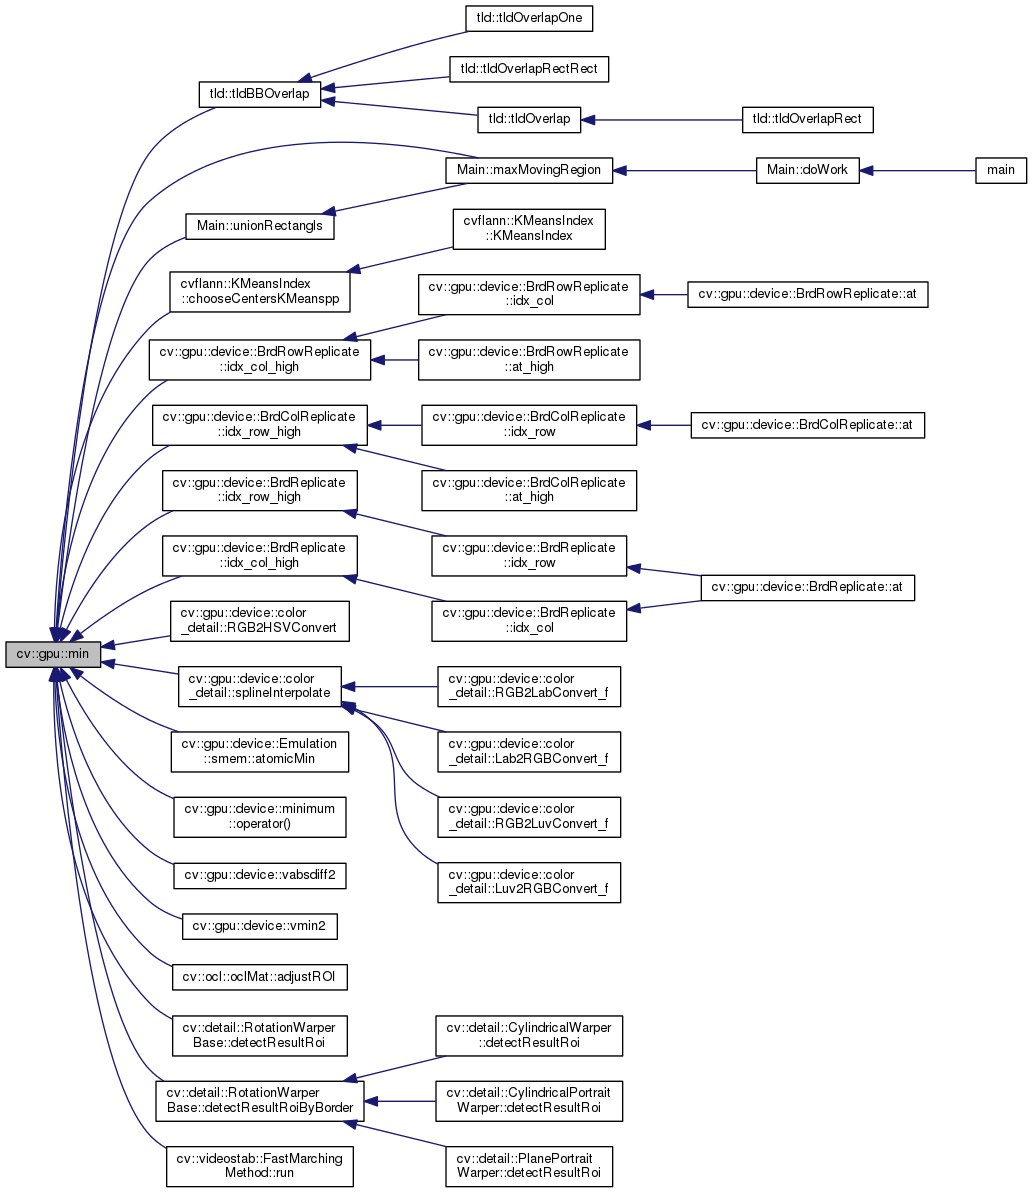 tld::tldOverlapOne
tld::tldOverlapRectRect
tld::tldBBOverlap
tld::tldOverlap
tld::tldOverlapRect
Main::maxMovingRegion
Main::doWork
main
Main::unionRectangls
cvflann::KMeansIndex
::KMeansIndex
cvflann::KMeansIndex
::chooseCentersKMeanspp
cv::gpu::device::BrdRowReplicate
::idx_col
cv::gpu::device::BrdRowReplicate::at
cv::gpu::device::BrdRowReplicate
::idx_col_high
cv::gpu::device::BrdRowReplicate
::at_high
cv::gpu::device::BrdColReplicate
::idx_row_high
cv::gpu::device::BrdColReplicate
::idx_row
cv::gpu::device::BrdColReplicate::at
cv::gpu::device::BrdColReplicate
::at_high
cv::gpu::device::BrdReplicate
::idx_row_high
cv::gpu::device::BrdReplicate
::idx_row
cv::gpu::device::BrdReplicate
::idx_col_high
cv::gpu::device::BrdReplicate::at
cv::gpu::device::BrdReplicate
::idx_col
cv::gpu::device::color
_detail::RGB2HSVConvert
cv::gpu::min
cv::gpu::device::color
_detail::splineInterpolate
cv::gpu::device::color
_detail::RGB2LabConvert_f
cv::gpu::device::Emulation
::smem::atomicMin
cv::gpu::device::color
_detail::Lab2RGBConvert_f
cv::gpu::device::minimum
::operator()
cv::gpu::device::color
_detail::RGB2LuvConvert_f
cv::gpu::device::vabsdiff2
cv::gpu::device::color
_detail::Luv2RGBConvert_f
cv::gpu::device::vmin2
cv::ocl::oclMat::adjustROI
cv::detail::RotationWarper
Base::detectResultRoi
cv::detail::CylindricalWarper
::detectResultRoi
cv::detail::RotationWarper
Base::detectResultRoiByBorder
cv::detail::CylindricalPortrait
Warper::detectResultRoi
cv::videostab::FastMarching
Method::run
cv::detail::PlanePortrait
Warper::detectResultRoi